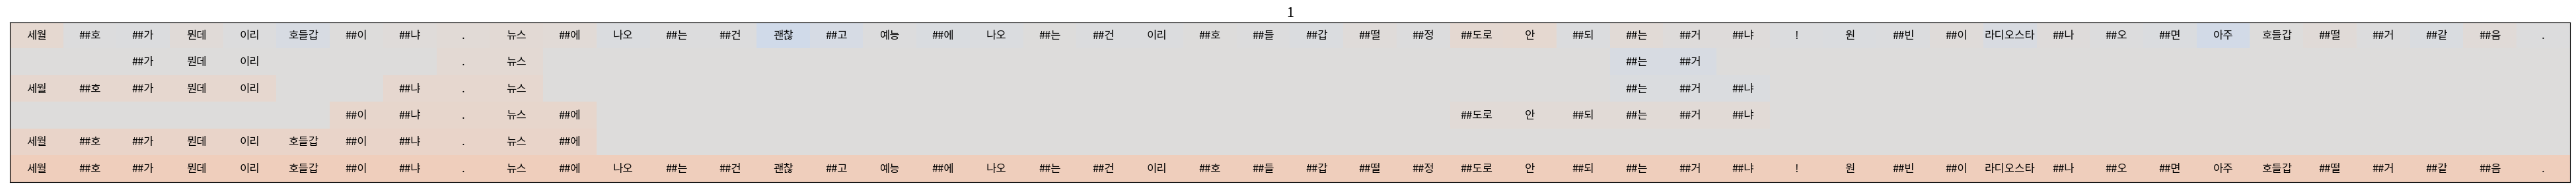 1
세월 ##호 ##가 뭔데 이리 호들갑 ##이 ##냐 . 뉴스 ##에 나오 ##는 ##건 괜찮 ##고 예능 ##에 나오 ##는 ##건 이리 ##호 ##들 ##갑 ##떨 ##정 ##도로 안 ##되 ##는 ##거 ##냐 ! 원 ##빈 ##이 라디오스타 ##나 ##오 ##면 아주 호들갑 ##떨 ##거 ##같 ##음 .
##가 뭔데 이리 . 뉴스 ##는 ##거
세월 ##호 ##가 뭔데 이리 ##냐 . 뉴스 ##는 ##거 ##냐
##이 ##냐 . 뉴스 ##에 ##도로 안 ##되 ##는 ##거 ##냐
세월 ##호 ##가 뭔데 이리 호들갑 ##이 ##냐 . 뉴스 ##에
세월 ##호 ##가 뭔데 이리 호들갑 ##이 ##냐 . 뉴스 ##에 나오 ##는 ##건 괜찮 ##고 예능 ##에 나오 ##는 ##건 이리 ##호 ##들 ##갑 ##떨 ##정 ##도로 안 ##되 ##는 ##거 ##냐 ! 원 ##빈 ##이 라디오스타 ##나 ##오 ##면 아주 호들갑 ##떨 ##거 ##같 ##음 .